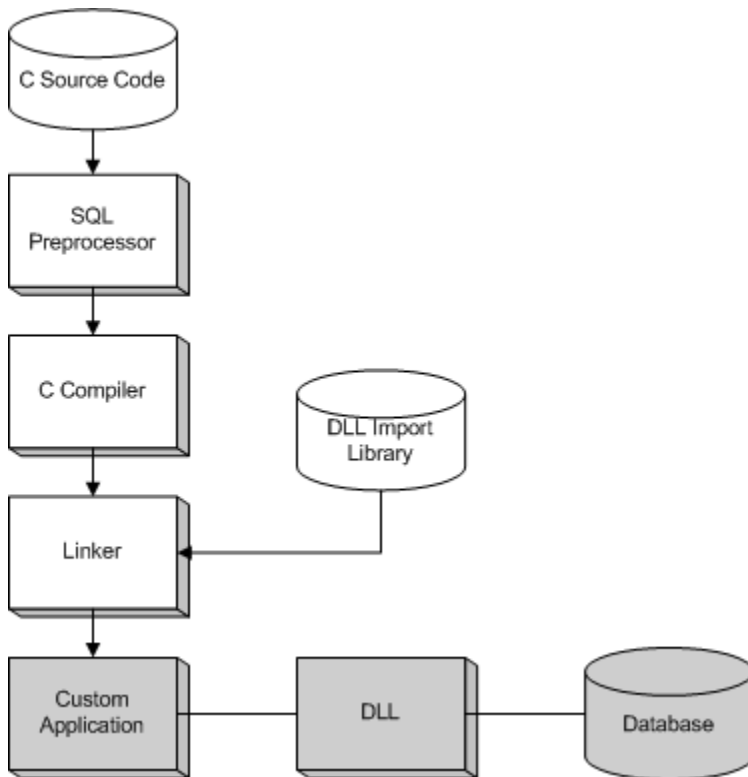 C Source Code
SQL
Preprocessor
C Compiler
DLL Import
Library
Linker
Custom
Application
DLL
Database